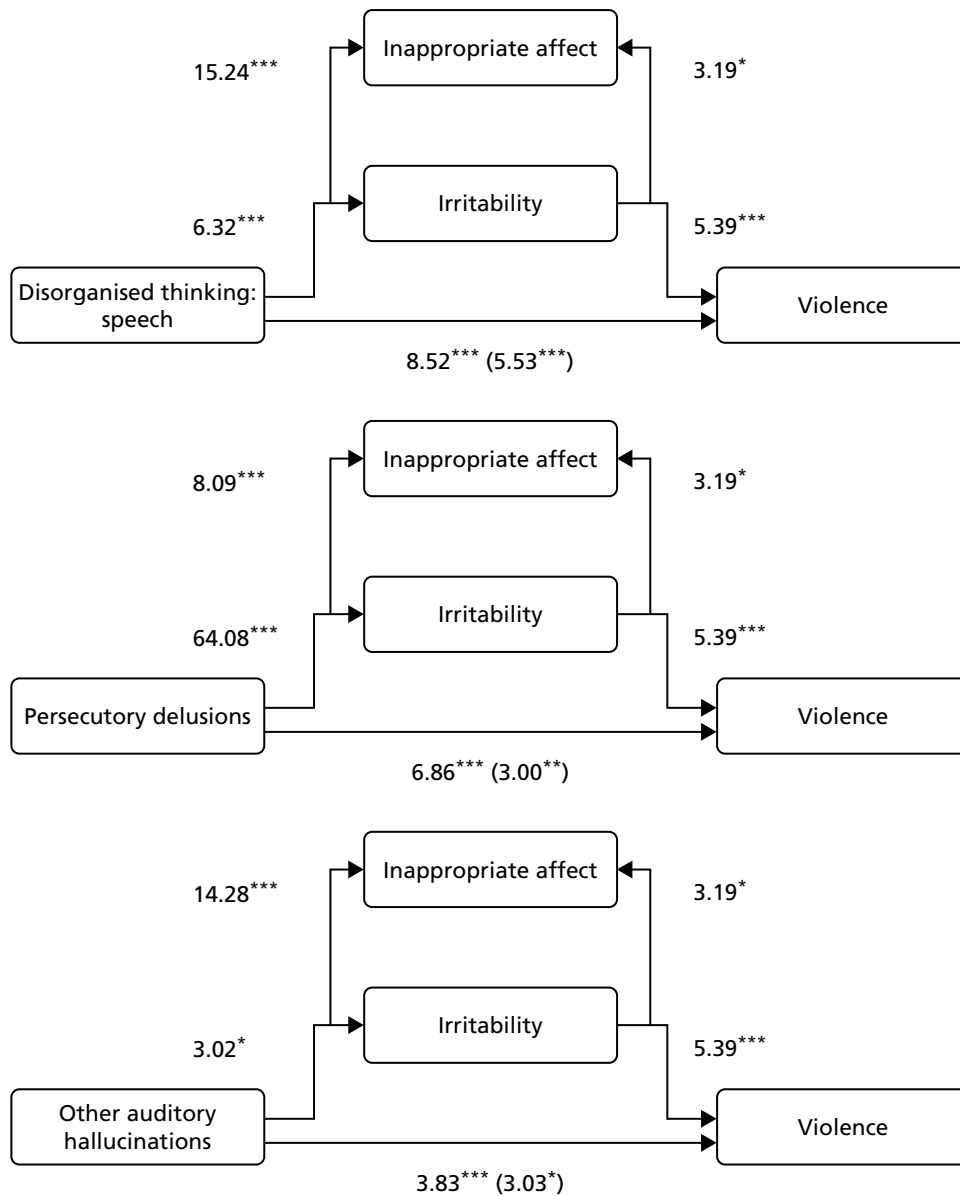 Inappropriate affect
15.24***
3.19*
Irritability
6.32***
5.39***
Disorganised thinking:
speech
Violence
8.52*** (5.53***)
Inappropriate affect
8.09***
3.19*
Irritability
64.08***
5.39***
Persecutory delusions
Violence
6.86*** (3.00**)
Inappropriate affect
14.28***
3.19*
Irritability
3.02*
5.39***
Other auditory
hallucinations
Violence
3.83*** (3.03*)